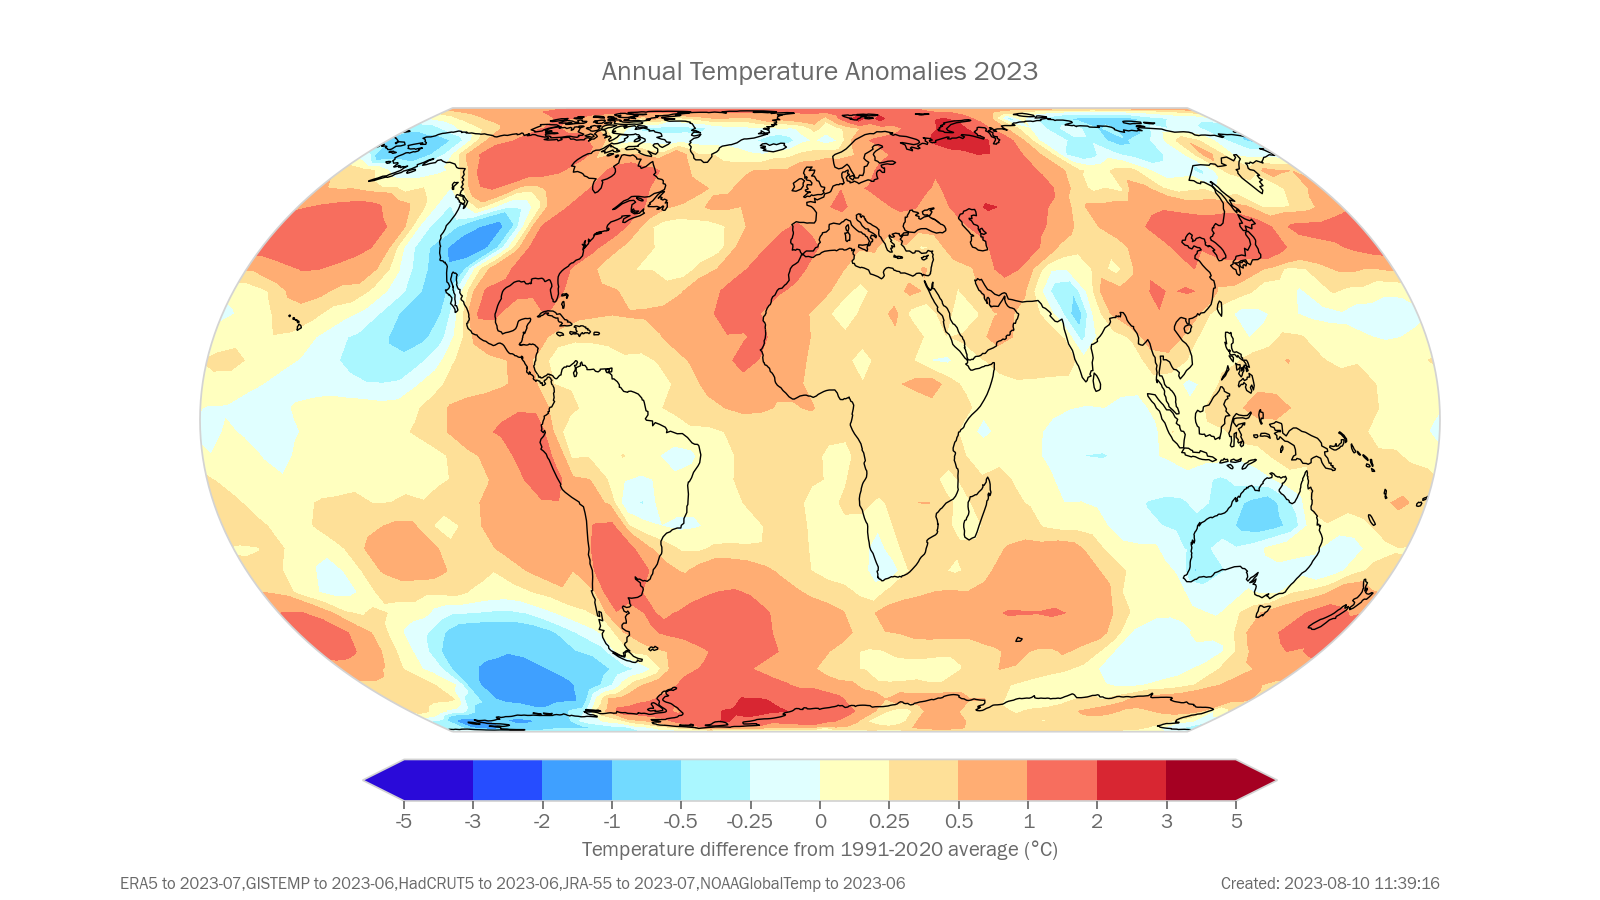 Annual Temperature Anomalies 2023
-5 -3 -2 -1 -0.5 -0.25 0 0.25 0.5 1 2 3 5
Temperature difference from 1991-2020 average (°C)
ERA5 to 2023-07,GISTEMP to 2023-06,HadCRUT5 to 2023-06,JRA-55 to 2023-07,NOAAGlobalTemp to 2023-06
Created: 2023-08-10 11:39:16